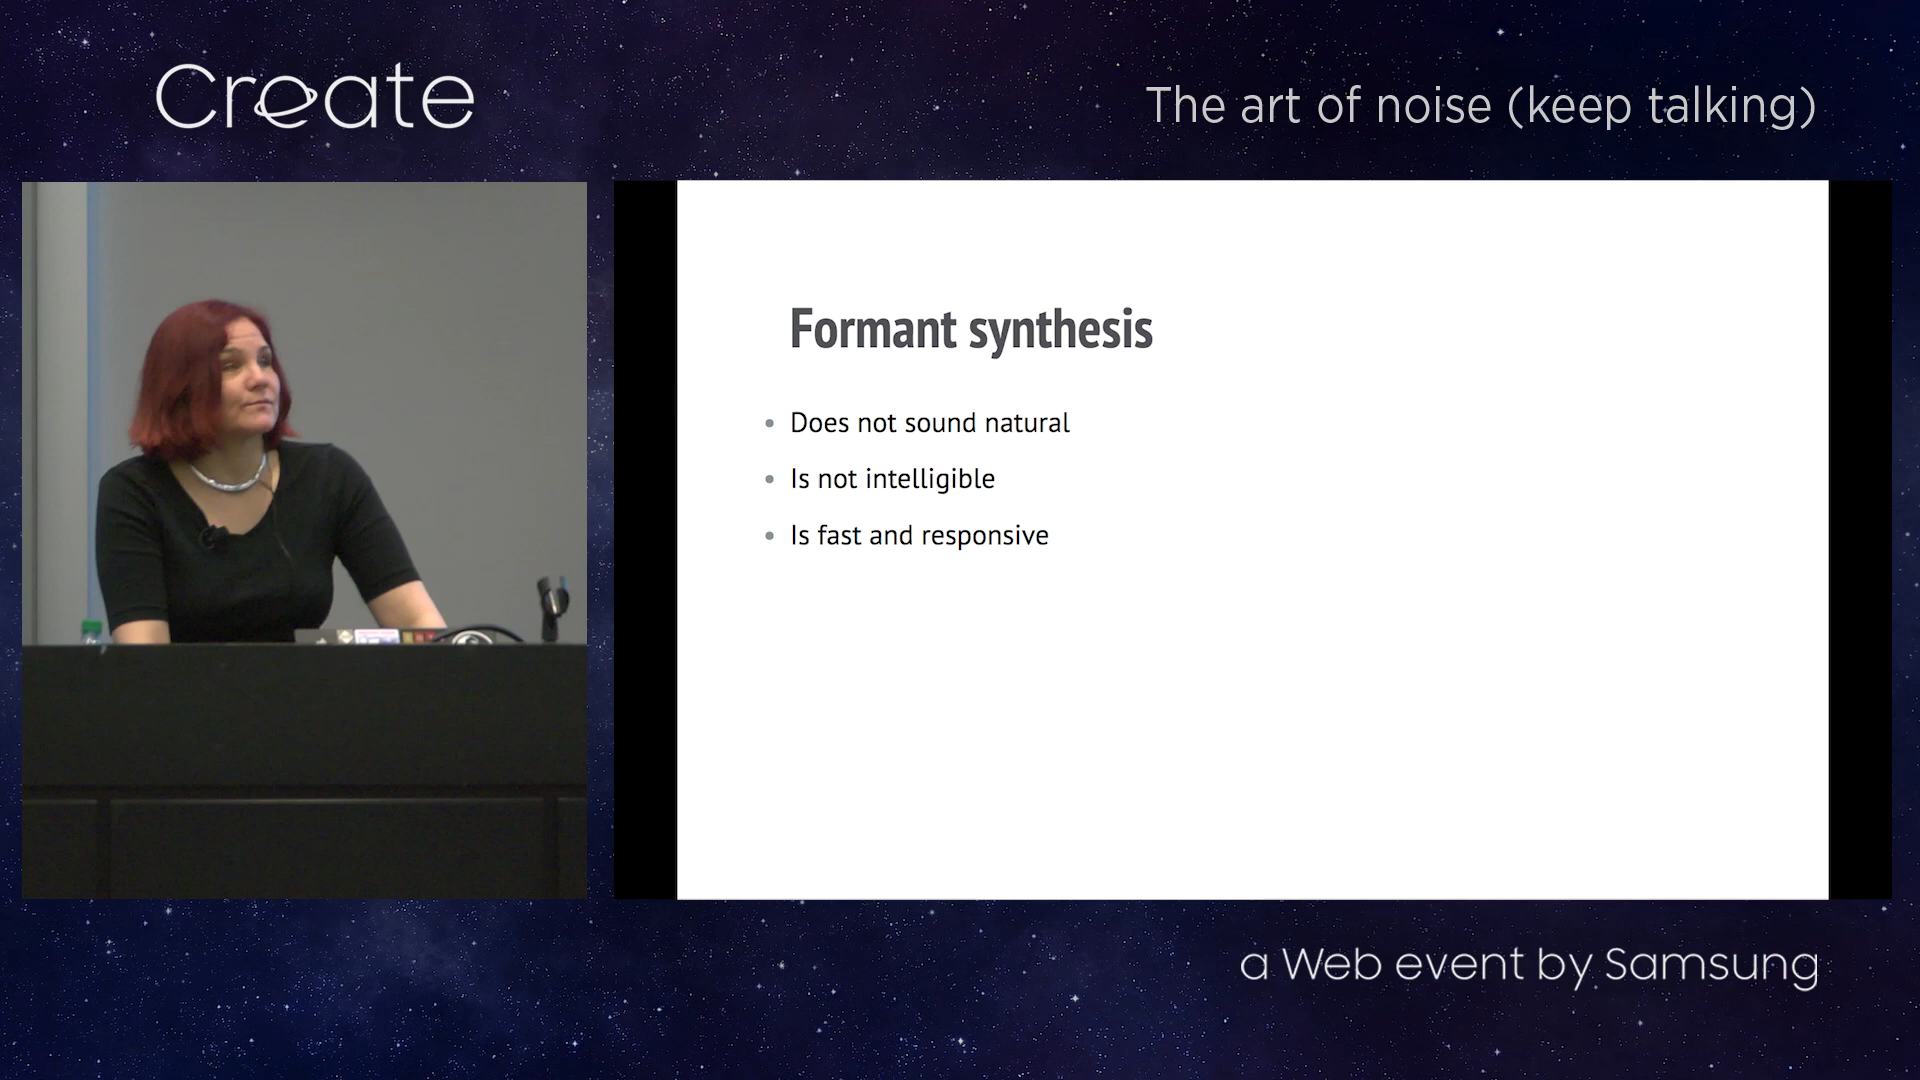 Create
The art of noise (keep talking)
Formant synthesis
Does not sound natural
Is not intelligible
Is fast and responsive
a Web event by Samsung